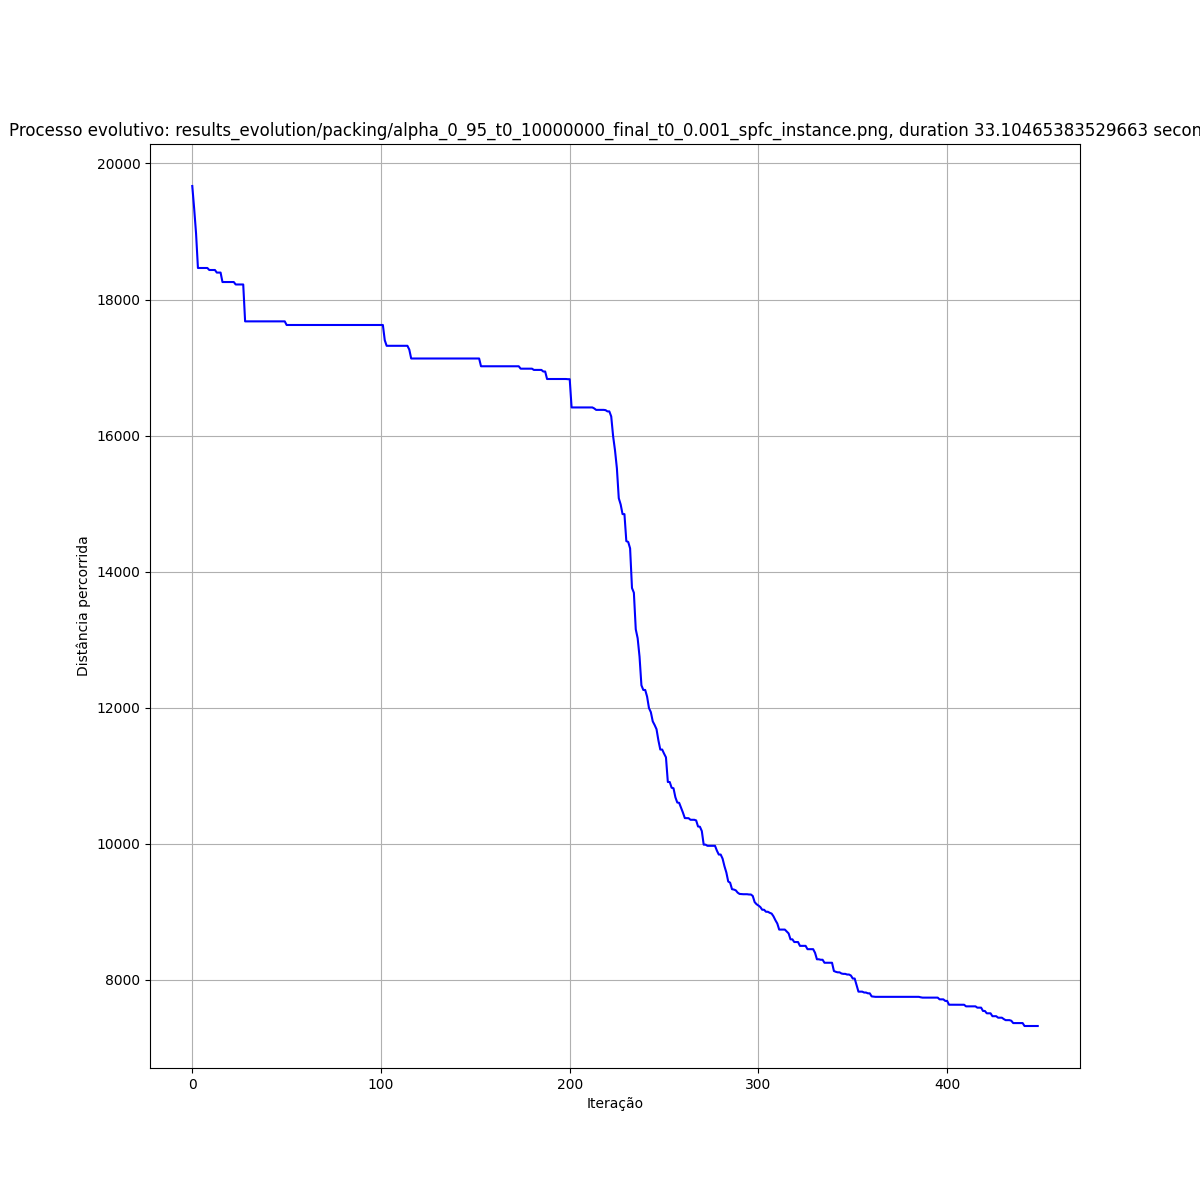 Processo evolutivo: results_evolution/packing/alpha_0_95_t0_10000000_final_t0_0.001_spfc_instance.png, duration 33.10465383529663 secon
20000
18000
16000
14000
12000
10000
8000
Distância percorrida
0 100 200 300 400
Iteração